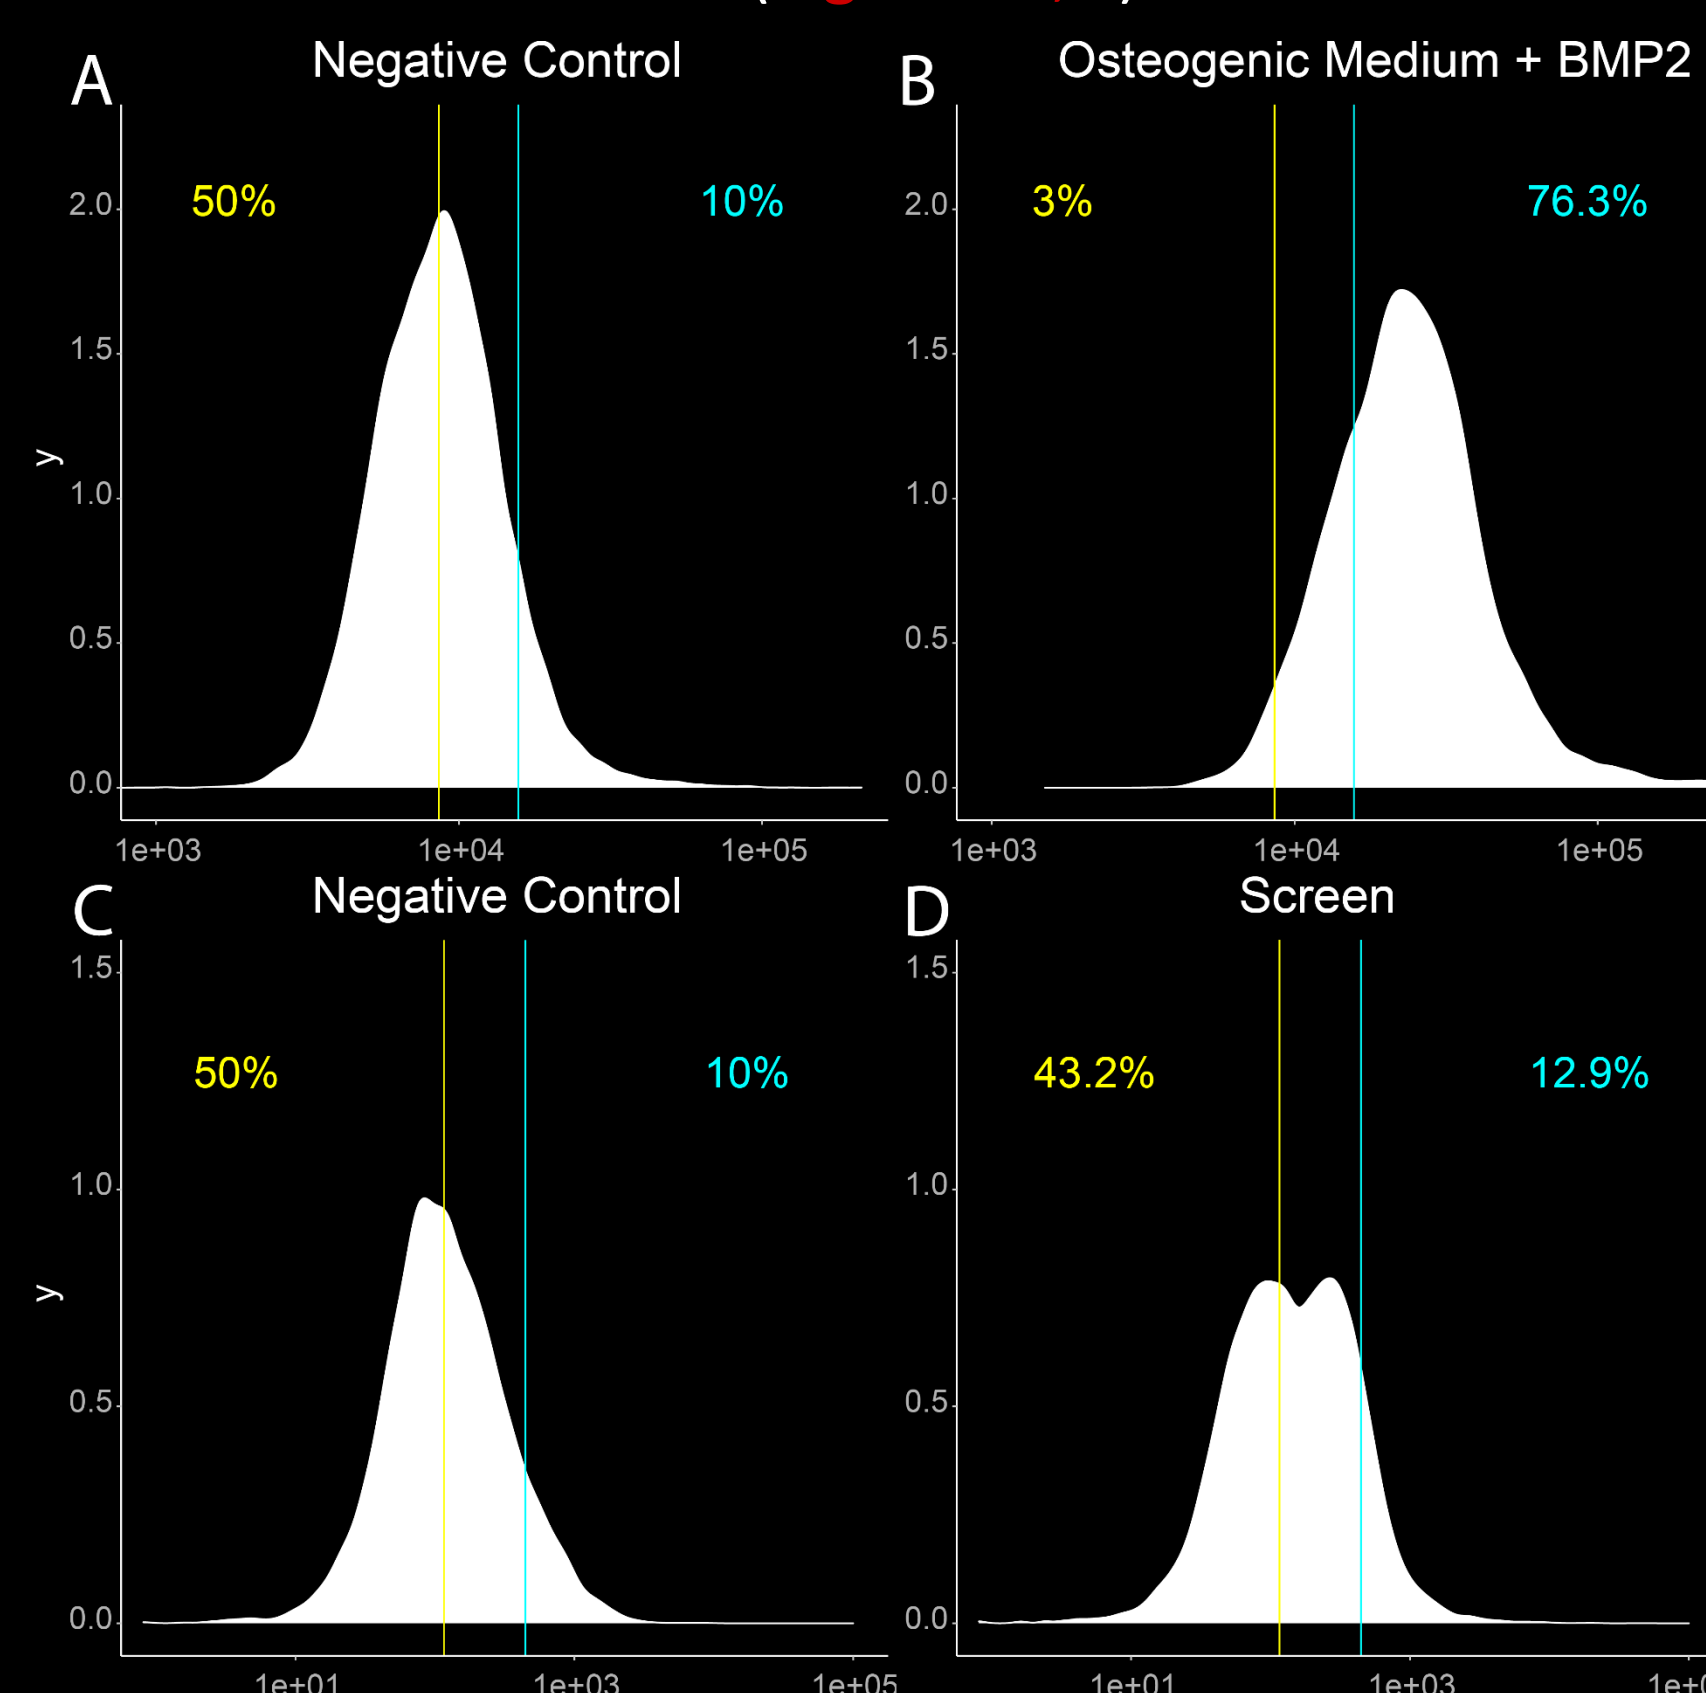 A
Negative Control
50%
10%
2.0
1.5
1.0
0.5
0.0
y
1e+03
1e+04
1e+05
B
Osteogenic Medium + BMP2
3%
76.3%
2.0
1.5
1.0
0.5
0.0
1e+03
1e+04
1e+05
C
Negative Control
50%
10%
1.5
1.0
0.5
0.0
y
1e+01
1e+03
1e+05
D
Screen
43.2%
12.9%
1.5
1.0
0.5
0.0
1e+01
1e+03